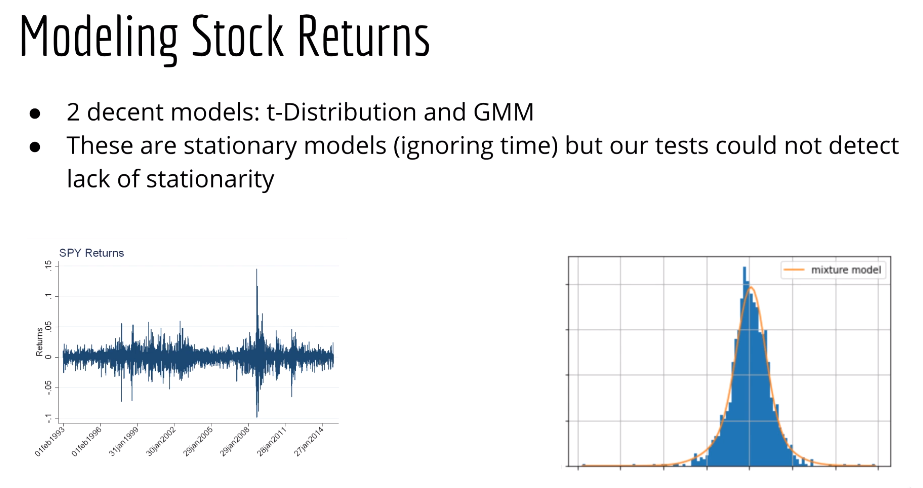 Modeling Stock Returns
● 2 decent models: t-Distribution and GMM
● These are stationary models (ignoring time) but our tests could not detect
lack of stationarity
SPY Returns
.15
.1
.05
0
-.05
-.1
Returns
01feb1993
01feb1996
31jan1999
30jan2002
29jan2005
29jan2008
28jan2011
27jan2014
mixture model